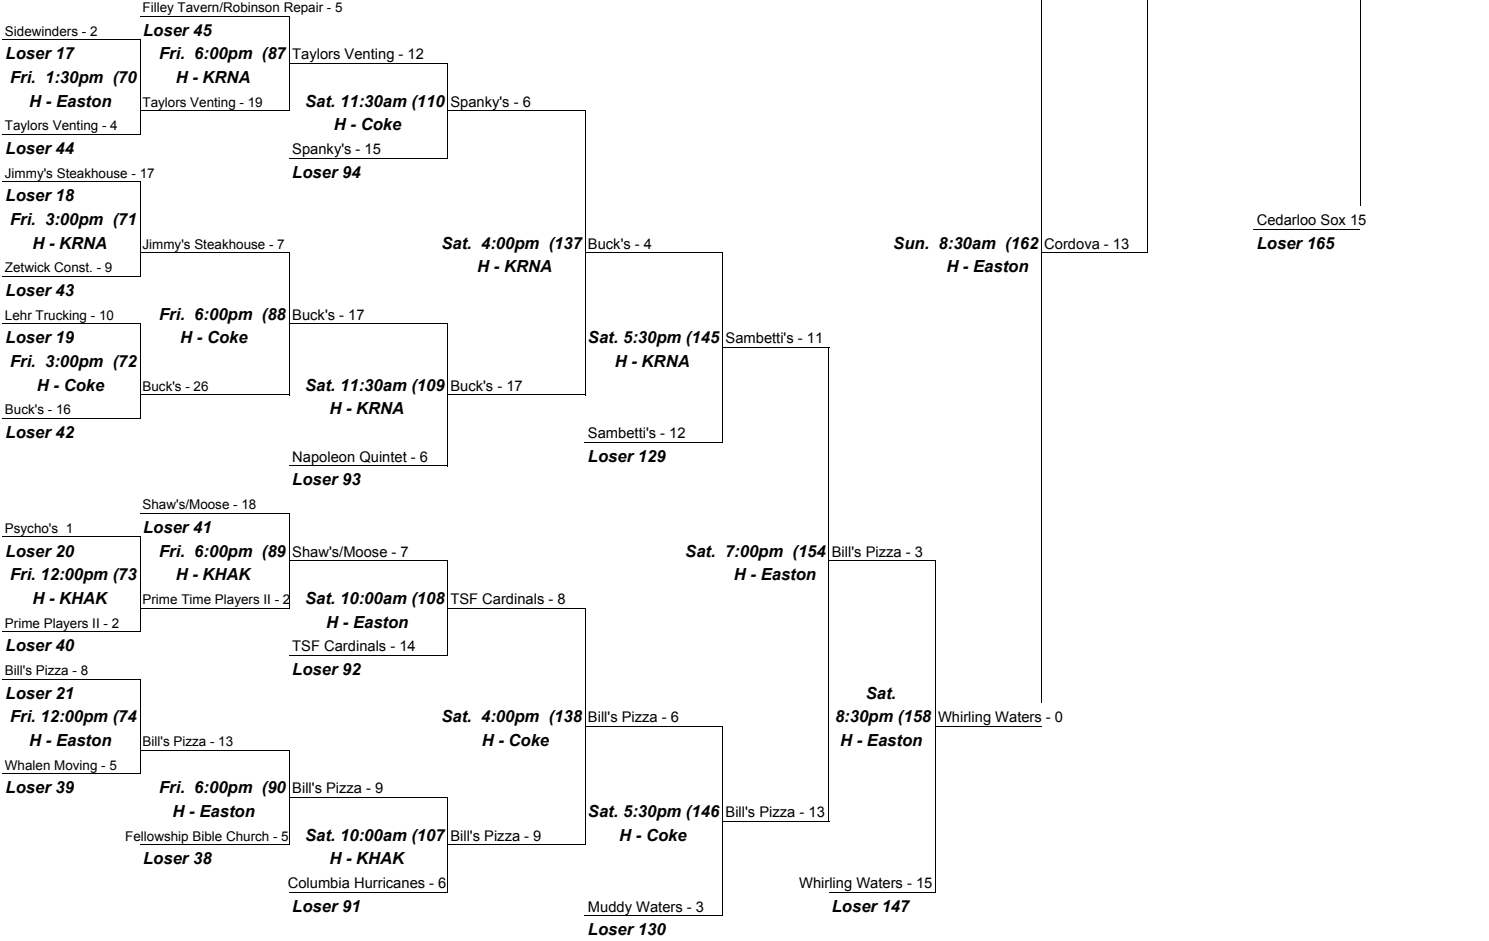 Filley Tavern/Robinson Repair - 5
Sidewinders - 2
Loser 45
Loser 17
Fri.  6:00pm  (87
Taylors Venting - 12
Fri.  1:30pm  (70
H - KRNA
H - Easton
Taylors Venting - 19
Sat. 11:30am (110
Spanky's - 6
Taylors Venting - 4
H - Coke
Loser 44
Spanky's - 15
Jimmy's Steakhouse - 17
Loser 94
Loser 18
Fri.  3:00pm  (71
Cedarloo Sox 15
H - KRNA
Jimmy's Steakhouse - 7
Sat.  4:00pm  (137
Buck's - 4
Sun.  8:30am  (162
Cordova - 13
Loser 165
Zetwick Const. - 9
H - KRNA
H - Easton
Loser 43
Lehr Trucking - 10
Fri.  6:00pm  (88
Buck's - 17
Loser 19
H - Coke
Sat. 5:30pm (145
Sambetti's - 11
Fri.  3:00pm  (72
H - KRNA
H - Coke
Buck's - 26
Sat. 11:30am (109
Buck's - 17
Buck's - 16
H - KRNA
Loser 42
Sambetti's - 12
Napoleon Quintet - 6
Loser 129
Loser 93
Shaw's/Moose - 18
Psycho's  1
Loser 41
Loser 20
Fri.  6:00pm  (89
Shaw's/Moose - 7
Sat.  7:00pm  (154
Bill's Pizza - 3
Fri. 12:00pm (73
H - KHAK
H - Easton
H - KHAK
Prime Time Players II - 2
Sat. 10:00am (108
TSF Cardinals - 8
Prime Players II - 2
H - Easton
Loser 40
TSF Cardinals - 14
Bill's Pizza - 8
Loser 92
Loser 21
Sat.
Fri. 12:00pm (74
Sat.  4:00pm  (138
Bill's Pizza - 6
8:30pm (158
Whirling Waters - 0
H - Easton
Bill's Pizza - 13
H - Coke
H - Easton
Whalen Moving - 5
Loser 39
Fri.  6:00pm  (90
Bill's Pizza - 9
H - Easton
Sat. 5:30pm (146
Bill's Pizza - 13
Fellowship Bible Church - 5
Sat. 10:00am (107
Bill's Pizza - 9
H - Coke
Loser 38
H - KHAK
Columbia Hurricanes - 6
Whirling Waters - 15
Loser 91
Muddy Waters - 3
Loser 147
Loser 130